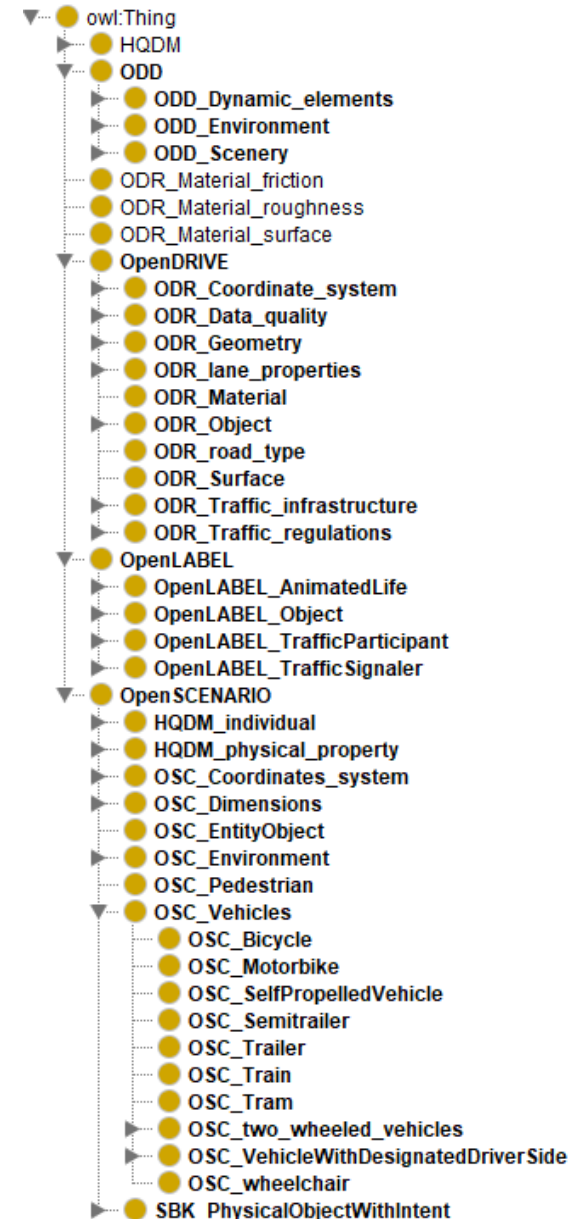 owl:Thing
HQDM
ODD
ODD_Dynamic_elements
ODD_Environment
ODD_Scenery
ODR_Material_friction
ODR_Material_roughness
ODR_Material_surface
OpenDRIVE
ODR_Coordinate_system
ODR_Data_quality
ODR_Geometry
ODR_lane_properties
ODR_Material
ODR_Object
ODR_road_type
ODR_Surface
ODR_Traffic_infrastructure
ODR_Traffic_regulations
OpenLABEL
OpenLABEL_AnimatedLife
OpenLABEL_Object
OpenLABEL_TrafficParticipant
OpenLABEL_TrafficSignaler
OpenSCENARIO
HQDM_individual
HQDM_physical_property
OSC_Coordinates_system
OSC_Dimensions
OSC_EntityObject
OSC_Environment
OSC_Pedestrian
OSC_Vehicles
OSC_Bicycle
OSC_Motorbike
OSC_SelfPropelledVehicle
OSC_Semitrailer
OSC_Trailer
OSC_Train
OSC_Tram
OSC_two_wheeled_vehicles
OSC_VehicleWithDesignatedDriverSide
OSC_wheelchair
SBK_PhysicalObjectWithIntent